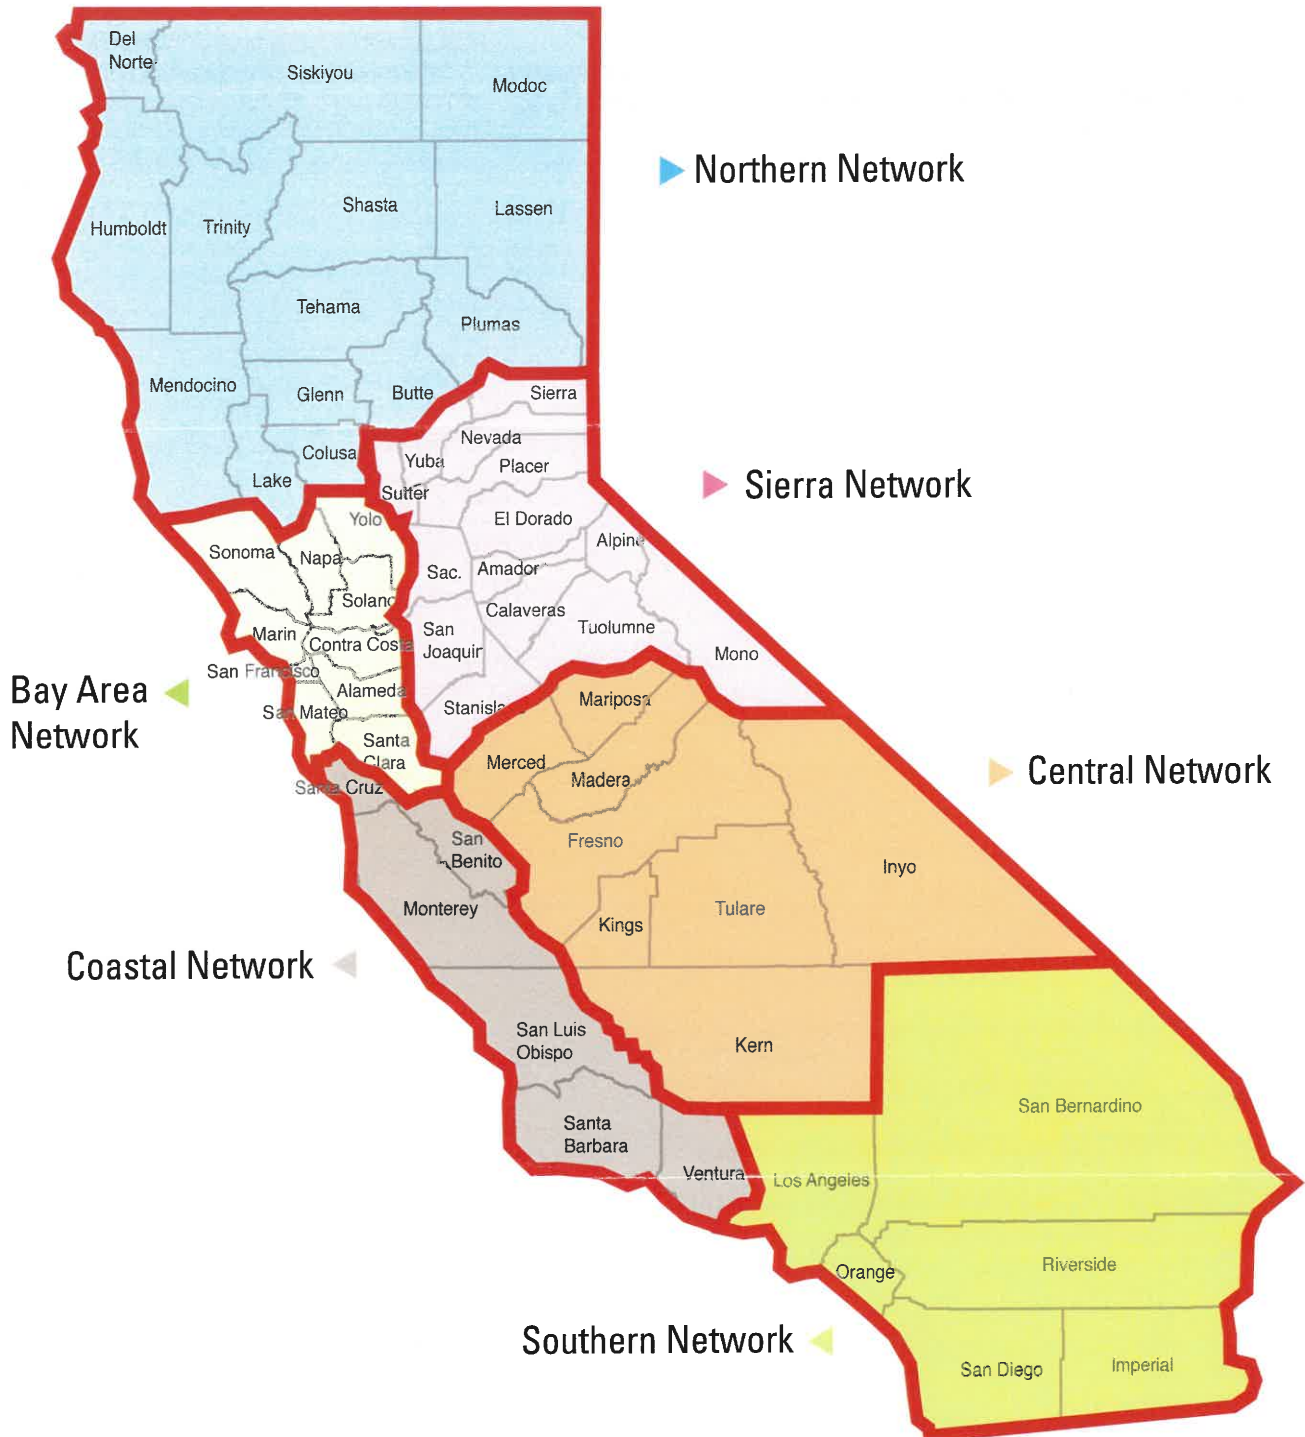 Del
Norte
Siskiyou
Modoc
Northern Network
Humboldt
Trinity
Shasta
Lassen
Tehama
Plumas
Mendocino
Glenn
Butte
Sierra
Nevada
Colusa
Yuba
Placer
Lake
Sutter
Sierra Network
Yolo
El Dorado
Alpine
Sonoma
Napa
Sac.
Amador
Solano
Calaveras
Marin
Contra Costa
San
Joaquin
Tuolumne
Mono
San Francisco
Alameda
Bay Area
Network
San Mateo
Stanisla
Mariposa
Santa
Clara
Merced
Madera
Central Network
Santa Cruz
San
Benito
Fresno
Inyo
Monterey
Kings
Tulare
Coastal Network
San Luis
Obispo
Kern
San Bernardino
Santa
Barbara
Ventura
Los Angeles
Orange
Riverside
Southern Network
San Diego
Imperial